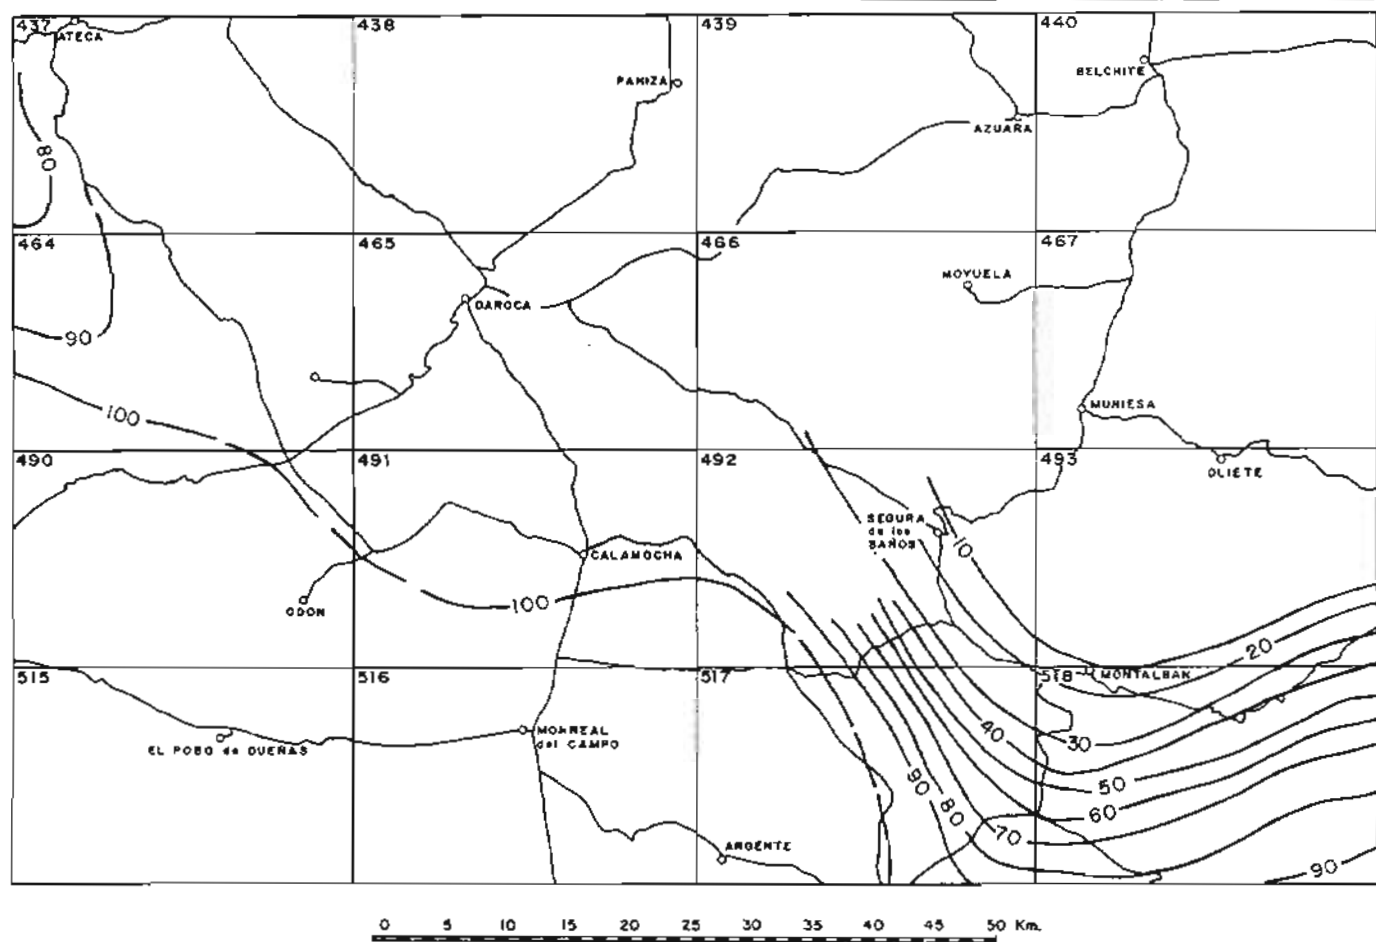 437
438
439
440
ATECA
PANIZA
BELCHITE
AZUARA
80
464
465
466
467
MOYUELA
DAROCA
90
100
MUNIESA
490
491
492
493
OLIETE
SEGURA
de los
BAÑOS
10
CALAMOCHA
100
ODON
20
515
516
517
518
MONTALBAN
MONREAL
del CAMPO
EL POBO de DUEÑAS
40
30
50
90
80
60
70
ARGENTE
90
0 5 10 15 20 25 30 35 40 45 50 Km.